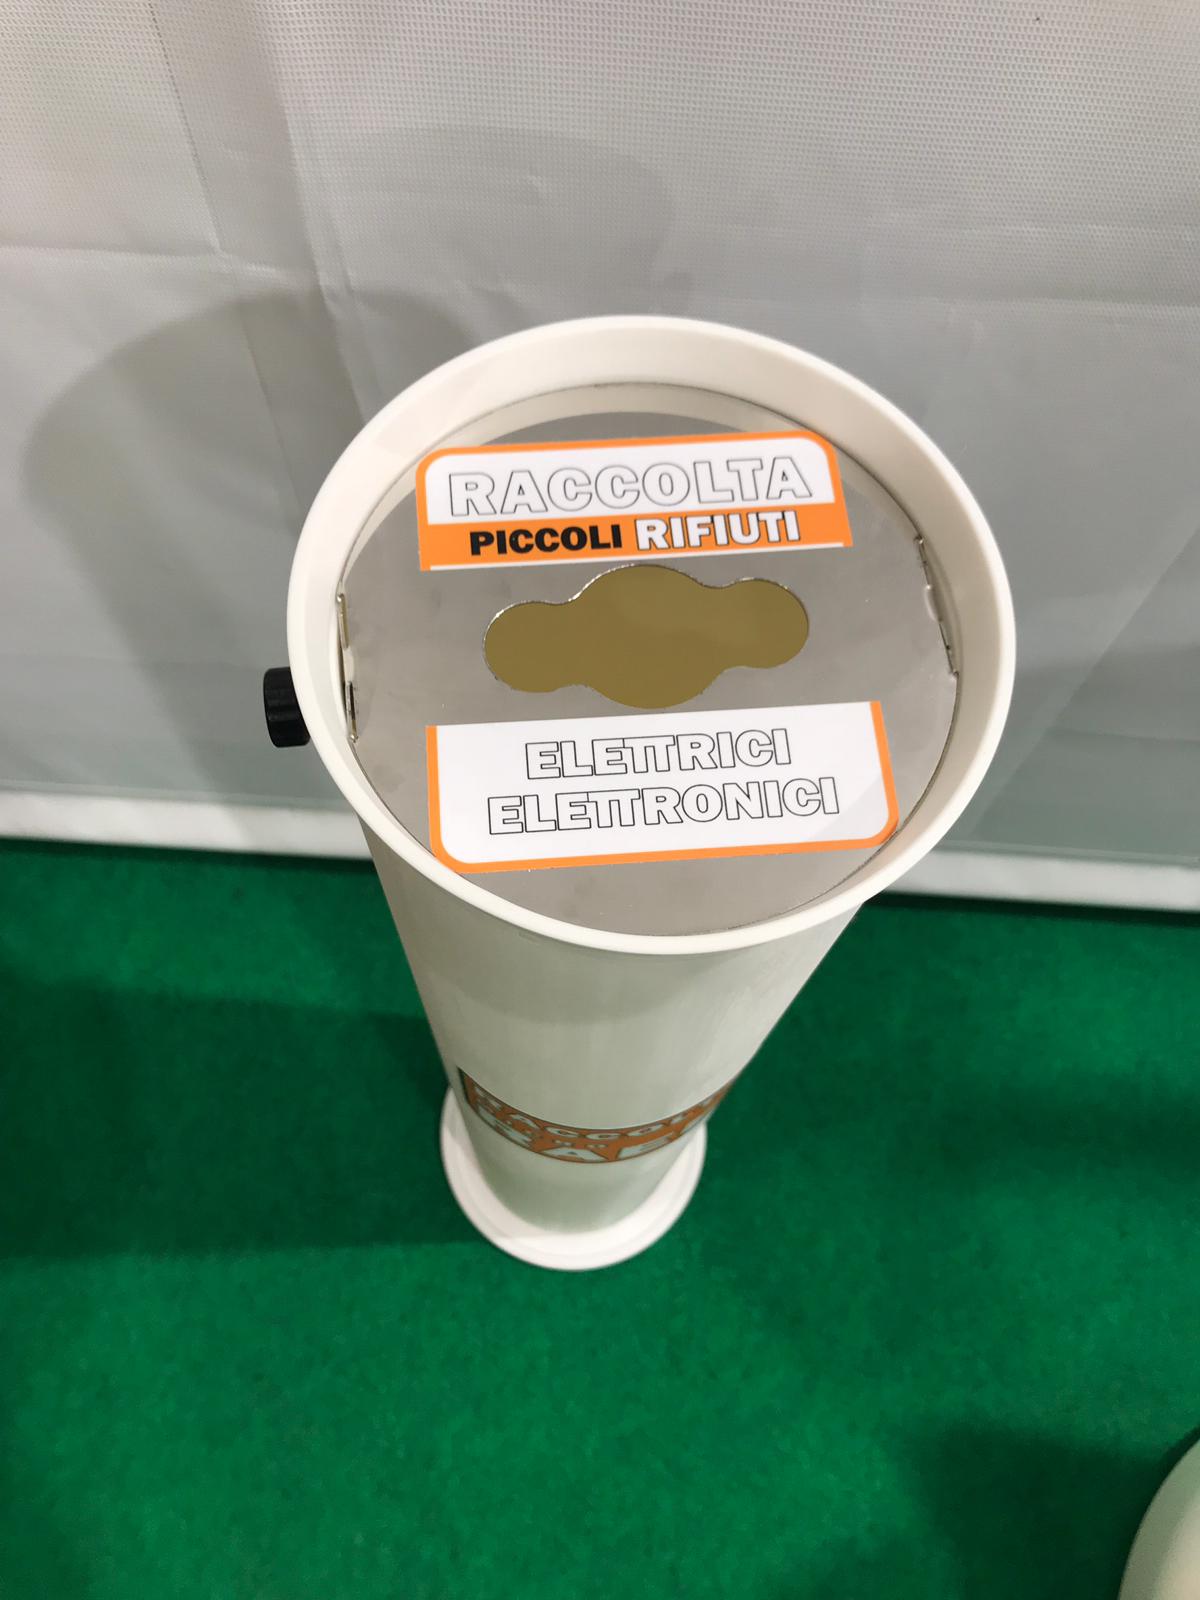 RACCOLTA
PICCOLI RIFIUTI
ELETTRICI
ELETTRONICI